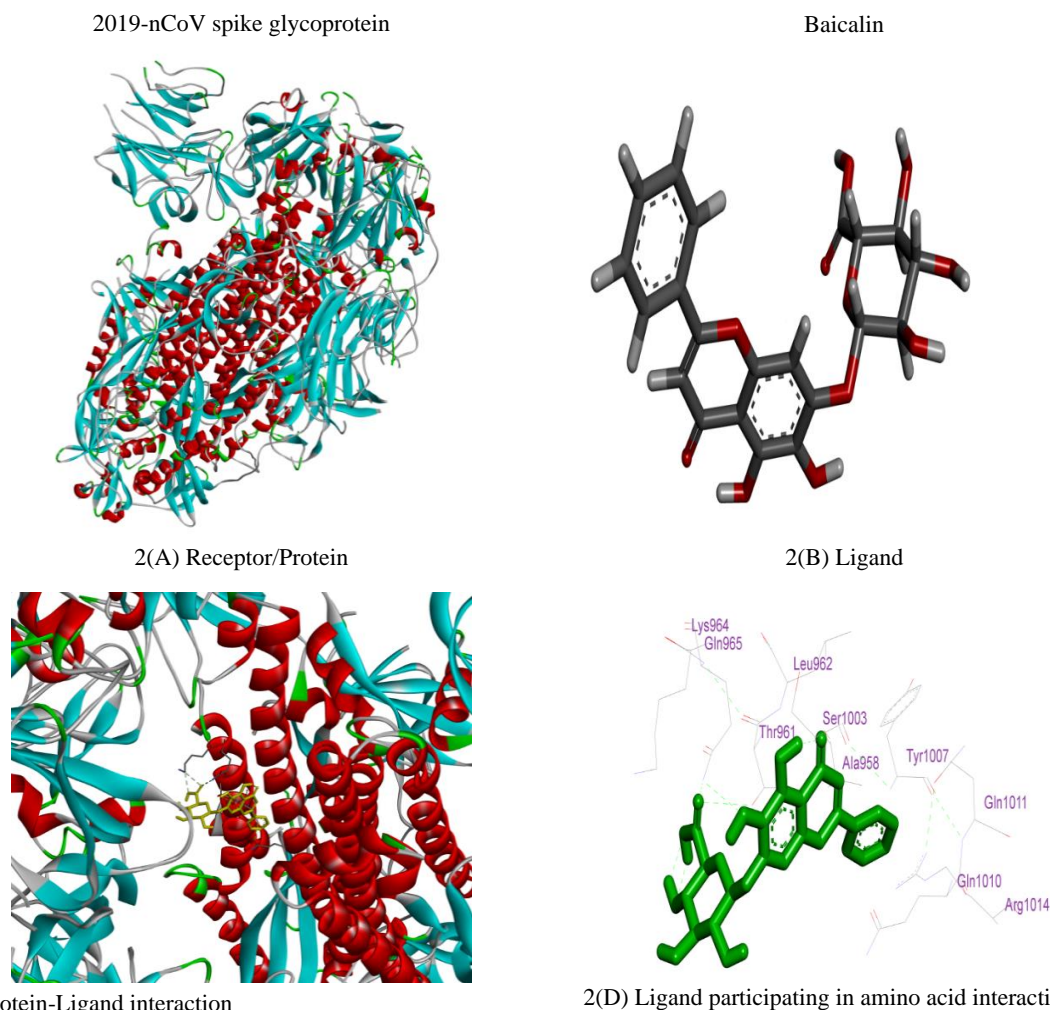 2019-nCoV spike glycoprotein
Baicalin
2(A) Receptor/Protein
2(B) Ligand
Lys964
Gln965
Leu962
Thr961
Ser1003
Ala958
Tyr1007
Gln1011
Gln1010
Arg1014
otein-Ligand interaction
2(D) Ligand participating in amino acid interacti